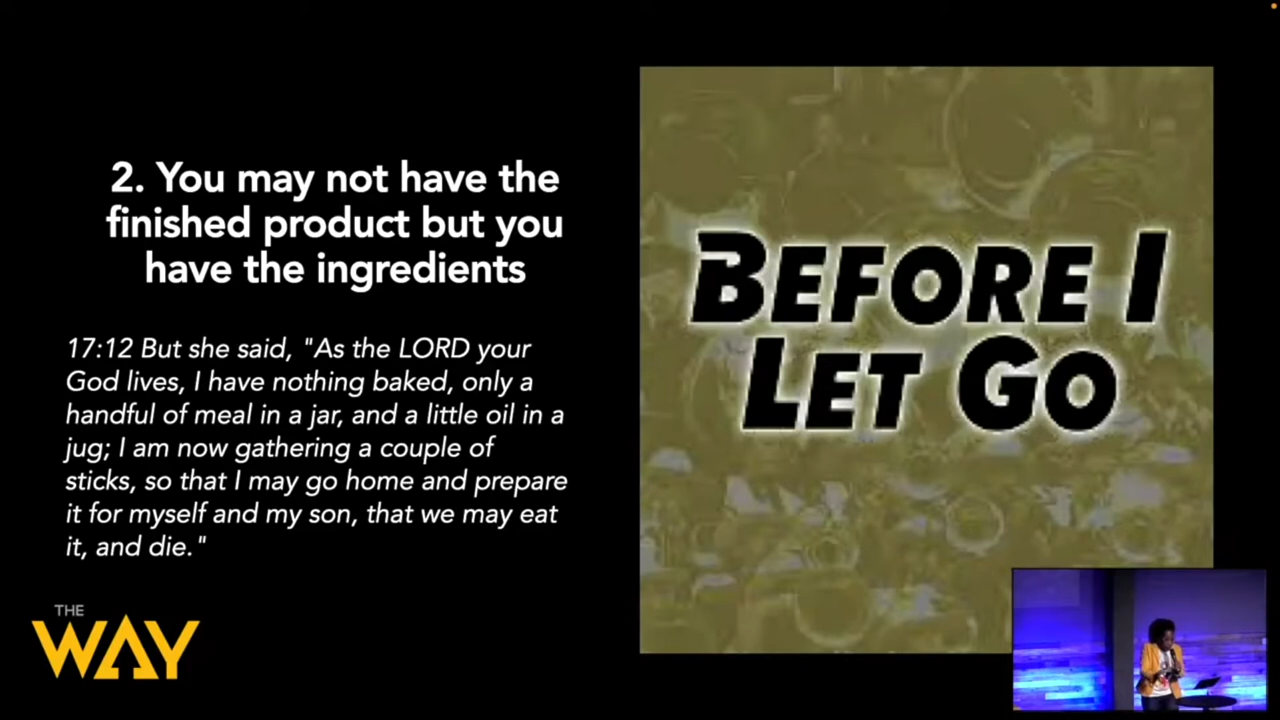 2. You may not have the
finished product but you
have the ingredients
17:12 But she said, "As the LORD your
God lives, I have nothing baked, only a
handful of meal in a jar, and a little oil in a
jug; I am now gathering a couple of
sticks, so that I may go home and prepare
it for myself and my son, that we may eat
it, and die."
THE
WAY
BEFORE I
LET GO